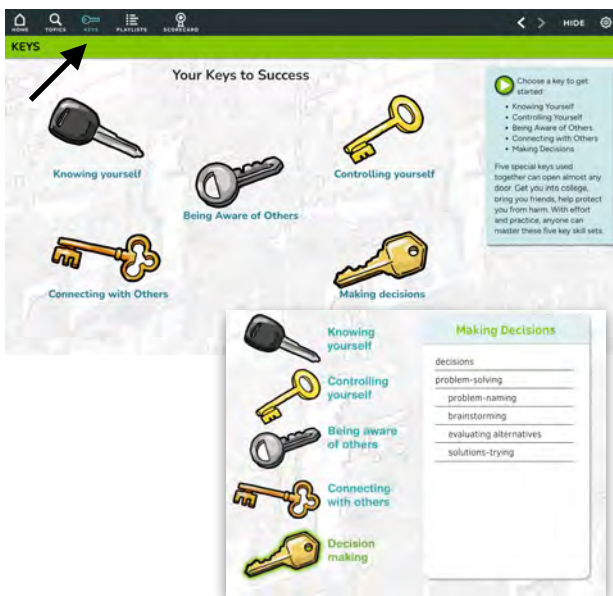 HOME TOPICS KEYS PLAYLISTS SCORECARD HIDE
KEYS
Your Keys to Success
Knowing yourself
Controlling yourself
Being Aware of Others
Connecting with Others
Making decisions
Choose a key to get
started:
• Knowing Yourself
• Controlling Yourself
• Being Aware of Others
• Connecting with Others
• Making Decisions
Five special keys used
together can open almost any
door. Get you into college,
bring you friends, help protect
you from harm. With effort
and practice, anyone can
master these five key skill sets.
Knowing
yourself
Controlling
yourself
Being aware
of others
Connecting
with others
Decision
making
Making Decisions
decisions
problem-solving
problem-naming
brainstorming
evaluating alternatives
solutions-trying